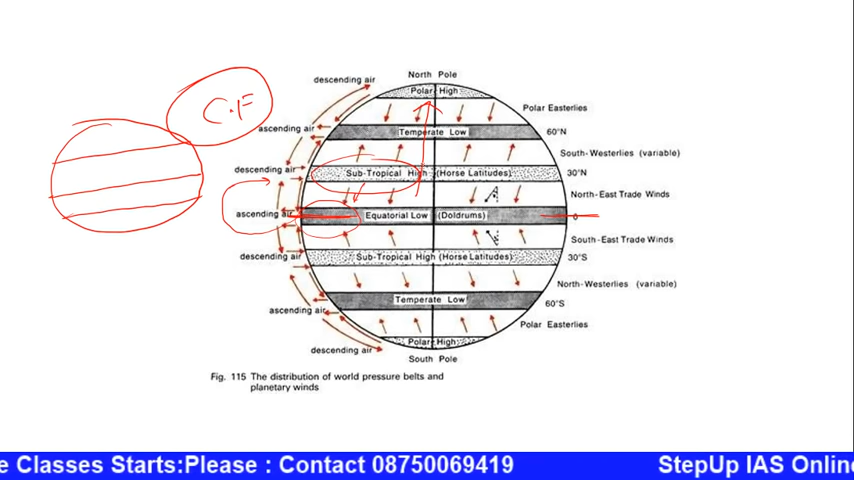 North Pole
descending air
Polar High
Polar Easterlies
C.F
ascending air
Temperate Low
60°N
South-Westerlies (variable)
descending air
Sub-Tropical High (Horse Latitudes)
30°N
North-East Trade Winds
ascending air
Equatorial Low (Doldrums)
0
South-East Trade Winds
descending air
Sub-Tropical High (Horse Latitudes)
30°S
North-Westerlies (variable)
Temperate Low
60°S
ascending air
Polar Easterlies
Polar High
descending air
South Pole
Fig. 115 The distribution of world pressure belts and
planetary winds
e Classes Starts:Please : Contact 08750069419
StepUp IAS Online